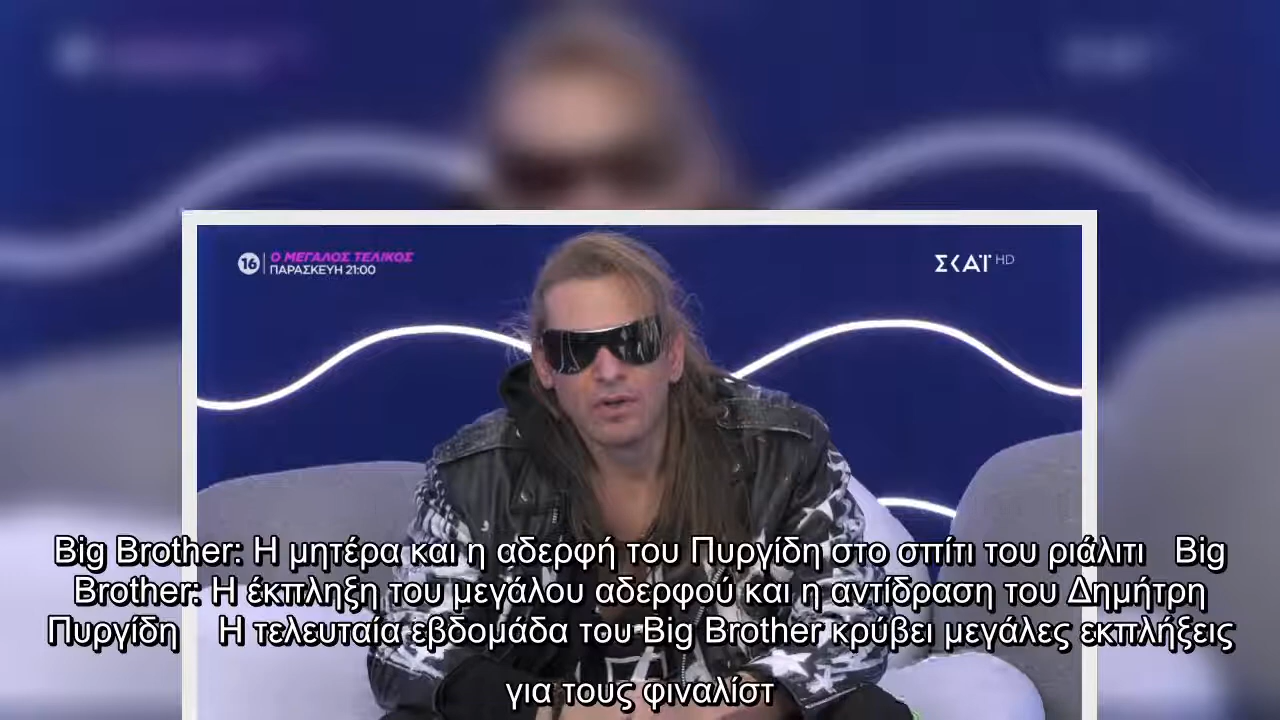 16 Ο ΜΕΓΑΛΟΣ ΤΕΛΙΚΟΣ
ΠΑΡΑΣΚΕΥΗ 21:00
ΣΚΑΪ HD
Big Brother: Η μητέρα και η αδερφή του Πυργίδη στο σπίτι του ριάλιτι Big
Brother: Η έκπληξη του μεγάλου αδερφού και η αντίδραση του Δημήτρη
Πυργίδη Η τελευταία εβδομάδα του Big Brother κρύβει μεγάλες εκπλήξεις
για τους φιναλίστ